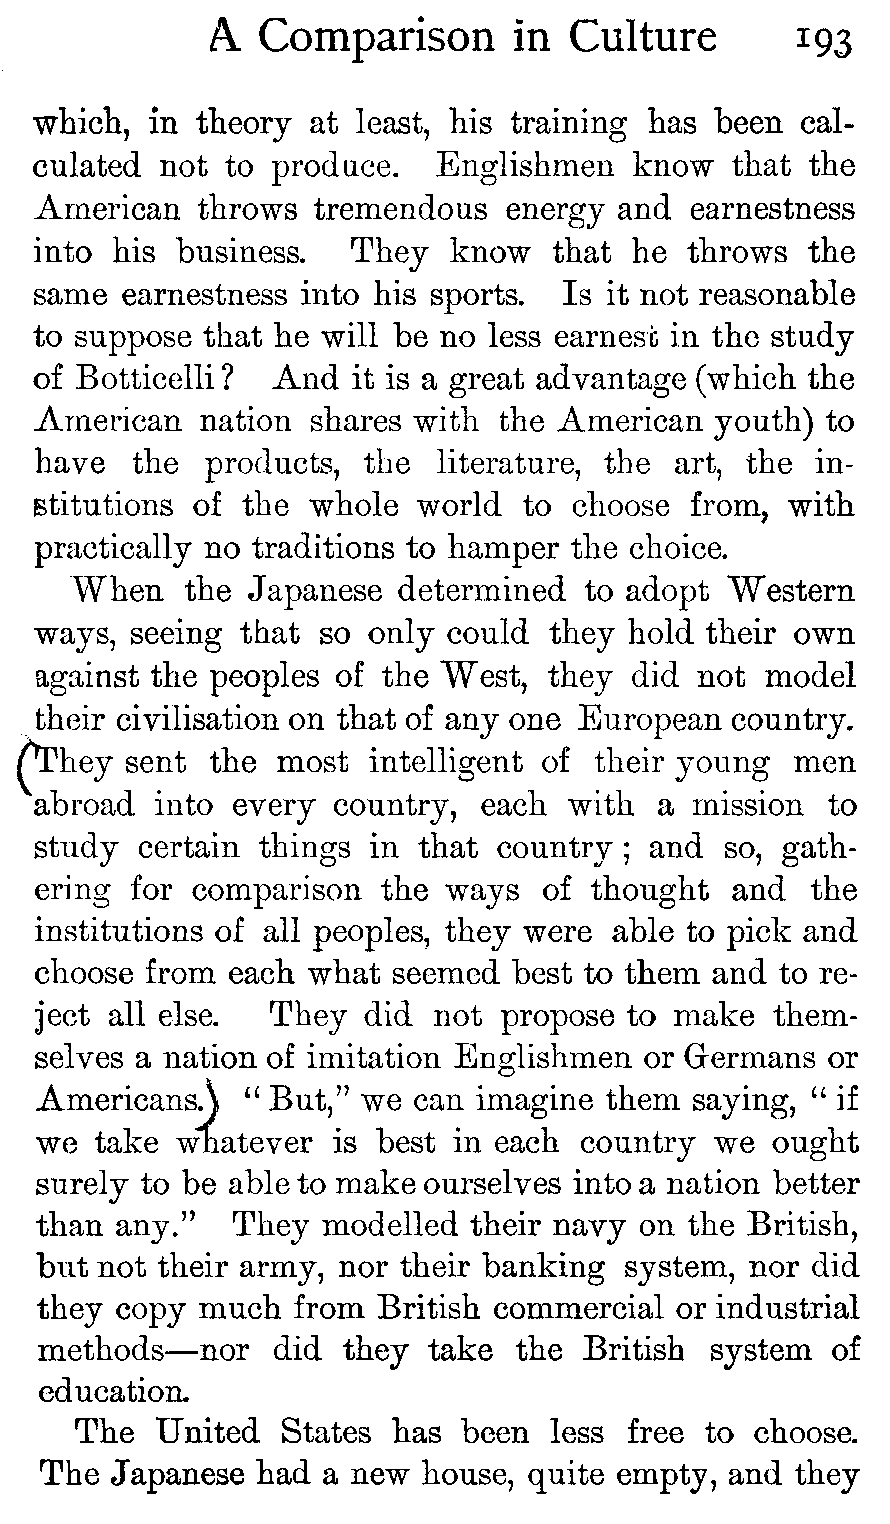 A Comparison in Culture 193
which, in theory at least, his training has been cal-
culated not to produce. Englishmen know that the
American throws tremendous energy and earnestness
into his business. They know that he throws the
same earnestness into his sports. Is it not reasonable
to suppose that he will be no less earnest in the study
of Botticelli? And it is a great advantage (which the
American nation shares with the American youth) to
have the products, the literature, the art, the in-
stitutions of the whole world to choose from, with
practically no traditions to hamper the choice.
When the Japanese determined to adopt Western
ways, seeing that so only could they hold their own
against the peoples of the West, they did not model
their civilisation on that of any one European country.
(They sent the most intelligent of their young men
abroad into every country, each with a mission to
study certain things in that country; and so, gath-
ering for comparison the ways of thought and the
institutions of all peoples, they were able to pick and
choose from each what seemed best to them and to re-
ject all else. They did not propose to make them-
selves a nation of imitation Englishmen or Germans or
Americans.) "But," we can imagine them saying, "if
we take whatever is best in each country we ought
surely to be able to make ourselves into a nation better
than any." They modelled their navy on the British,
but not their army, nor their banking system, nor did
they copy much from British commercial or industrial
methods—nor did they take the British system of
education.
The United States has been less free to choose.
The Japanese had a new house, quite empty, and they